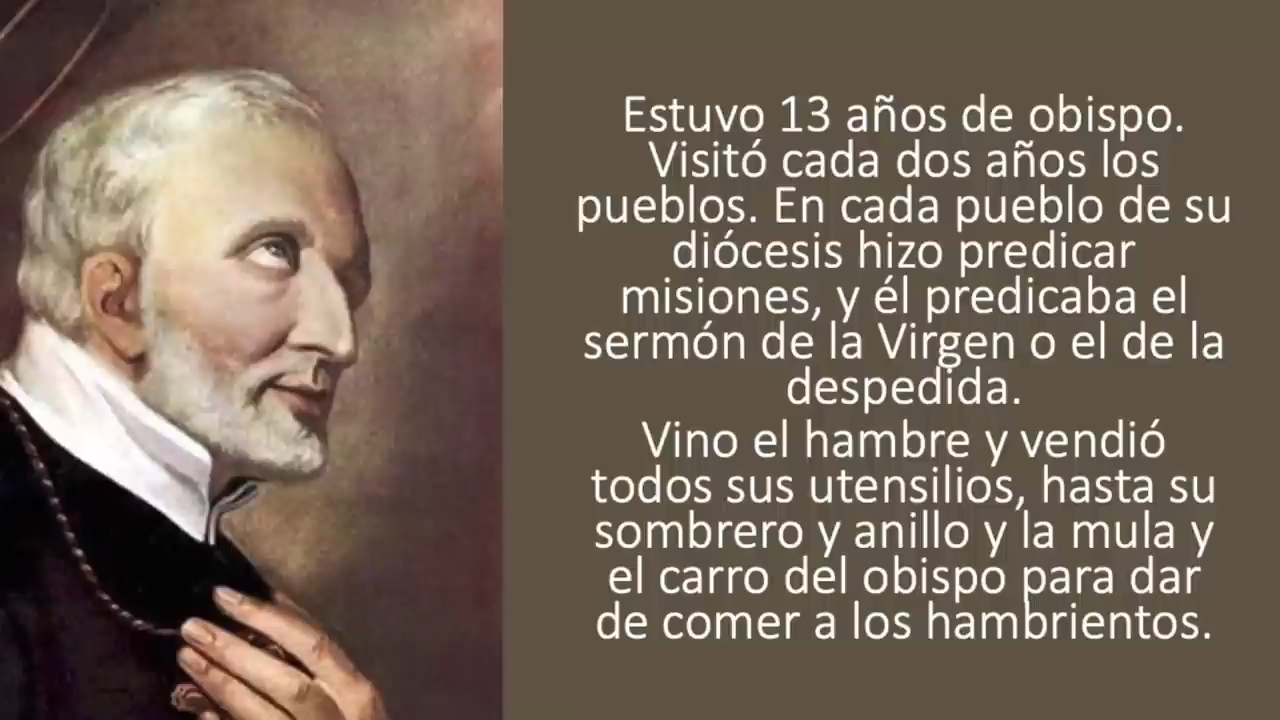 Estuvo 13 años de obispo.
Visitó cada dos años los
pueblos. En cada pueblo de su
diócesis hizo predicar
misiones, y él predicaba el
sermón de la Virgen o el de la
despedida.
Vino el hambre y vendió
todos sus utensilios, hasta su
sombrero y anillo y la mula y
el carro del obispo para dar
de comer a los hambrientos.